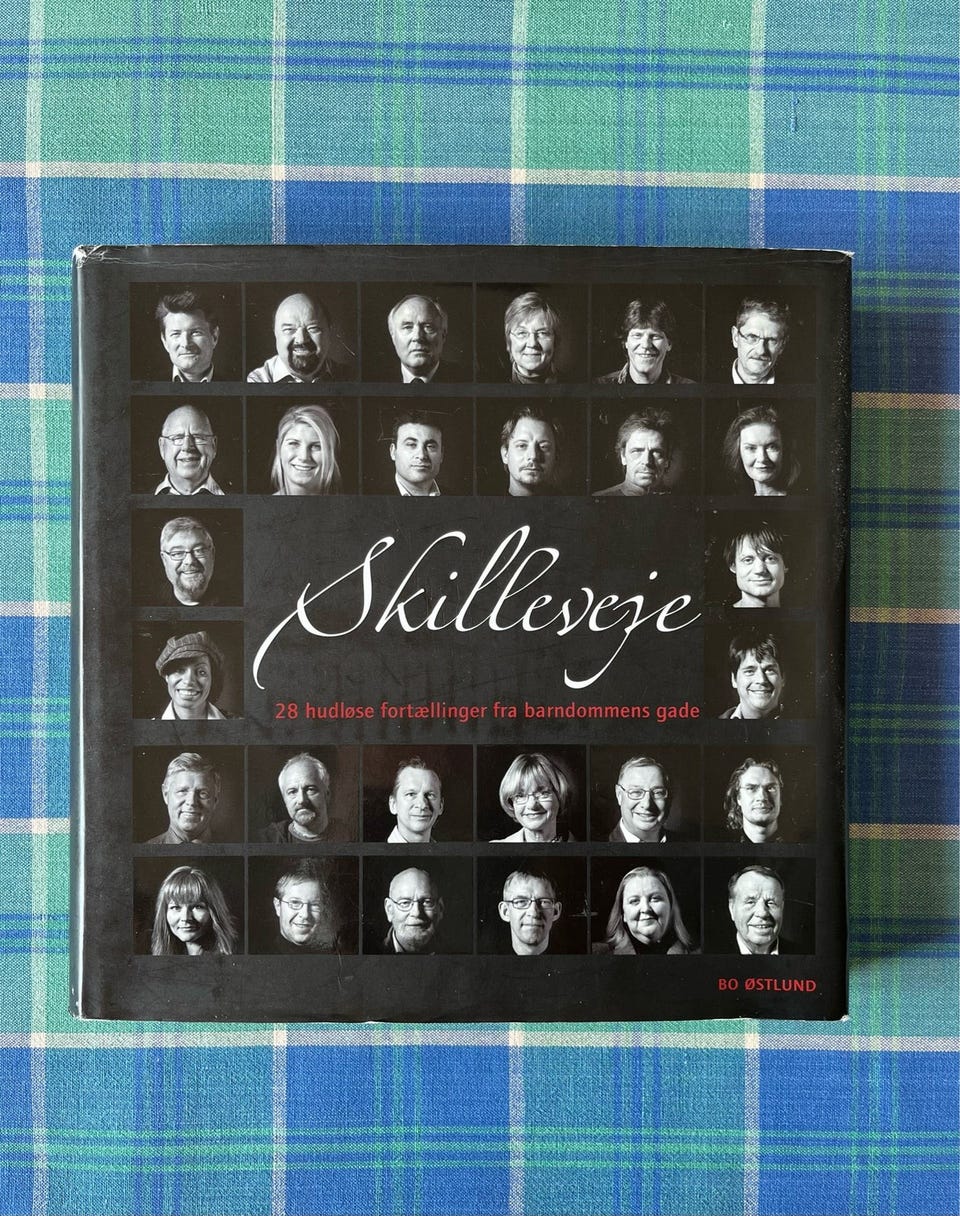 Skilleveje
28 hudløse fortællinger fra barndommens gade
BO ØSTLUND